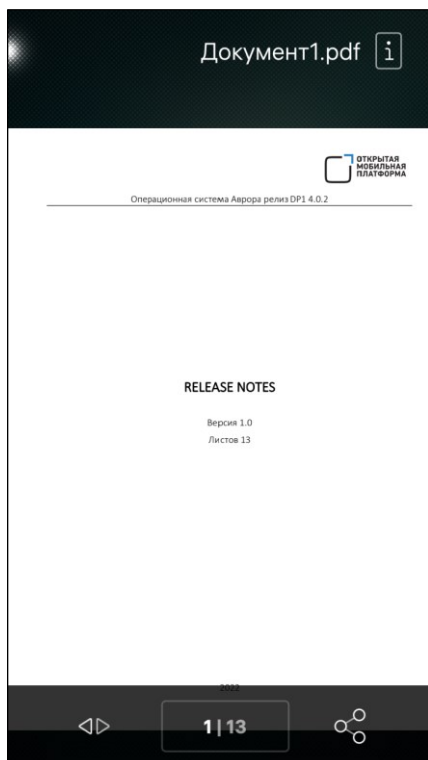 Документ1.pdf i
ОТКРЫТАЯ
МОБИЛЬНАЯ
ПЛАТФОРМА
Операционная система Аврора релиз DP1 4.0.2
RELEASE NOTES
Версия 1.0
Листов 13
2022
1 | 13